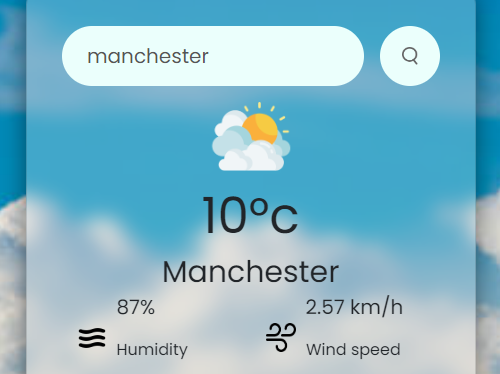 manchester
10°c
Manchester
87%
2.57 km/h
Humidity
Wind speed